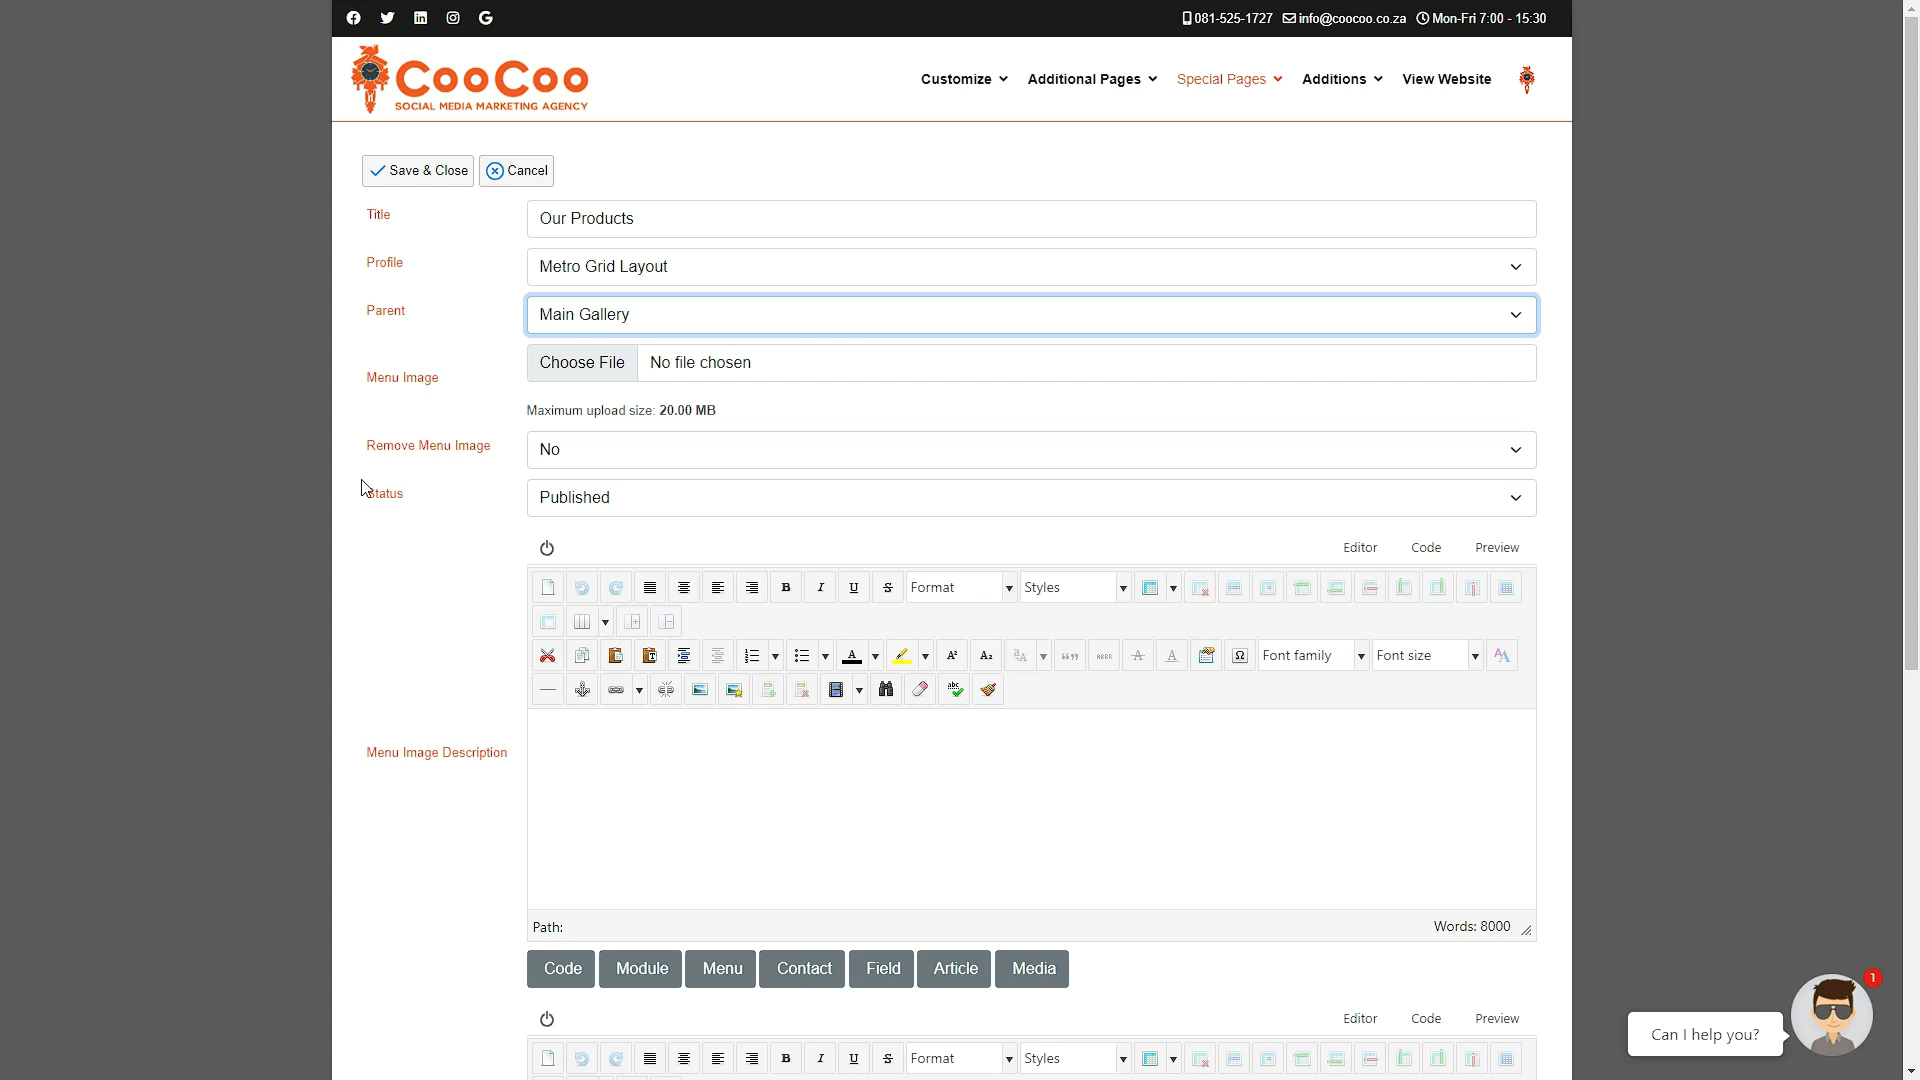 081-525-1727 info@coocoo.co.za Mon-Fri 7:00 - 15:30
CooCoo
SOCIAL MEDIA MARKETING AGENCY
Customize Additional Pages Special Pages Additions View Website
Save & Close Cancel
Title Our Products
Profile Metro Grid Layout
Parent Main Gallery
Menu Image Choose File No file chosen
Maximum upload size: 20.00 MB
Remove Menu Image No
Status Published
Editor Code Preview
B I U S Format Styles
Font family Font size
Menu Image Description
Path: Words: 8000
Code Module Menu Contact Field Article Media
Editor Code Preview
1
Can I help you?
B I U S Format Styles